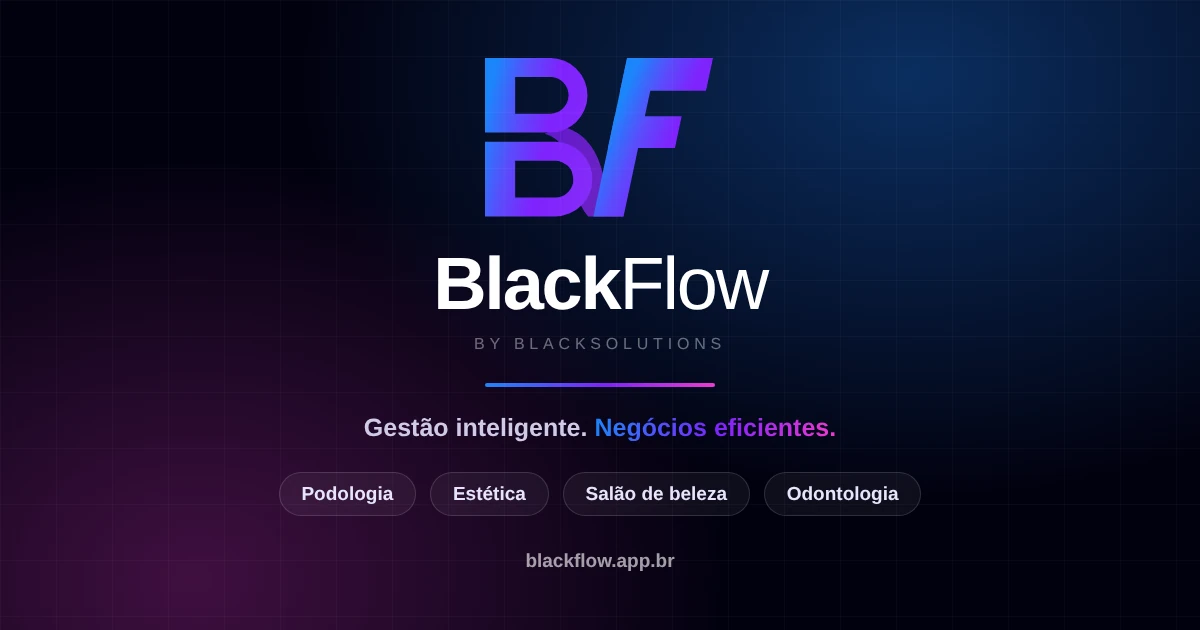 BF
BlackFlow
BY BLACKSOLUTIONS
Gestão inteligente. Negócios eficientes.
Podologia Estética Salão de beleza Odontologia
blackflow.app.br